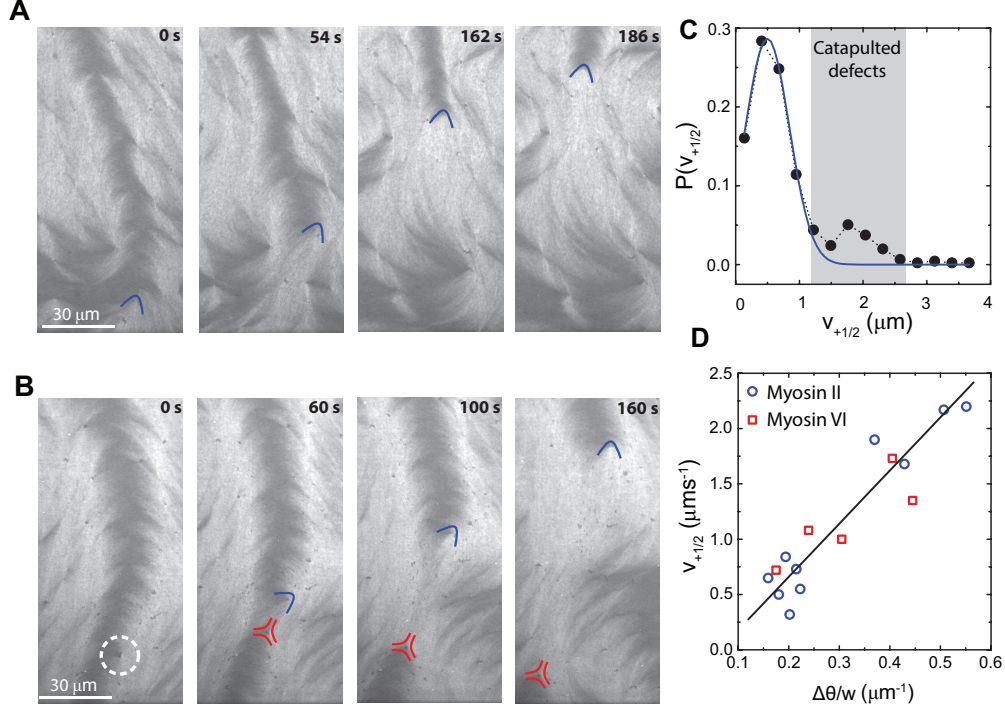 A
0 s
54 s
162 s
186 s
30 μm
B
0 s
60 s
100 s
160 s
30 μm
C
0.3
0.2
0.1
0.0
P(v+1/2)
Catapulted
defects
0
1
2
3
4
v+1/2 (μm)
D
2.5
2.0
1.5
1.0
0.5
0.0
v+1/2 (μms-1)
Myosin II
Myosin VI
0.1
0.2
0.3
0.4
0.5
0.6
Δθ/w (μm-1)